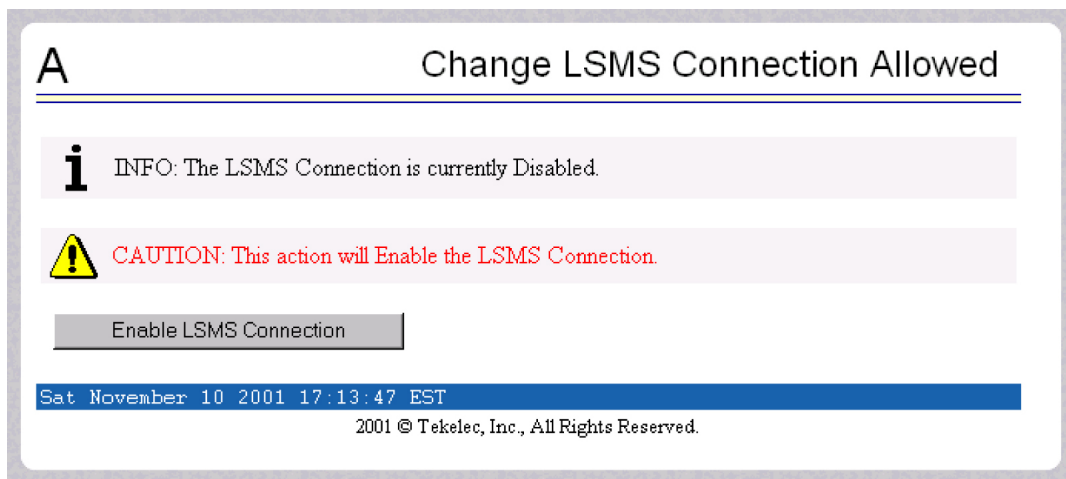 A
Change LSMS Connection Allowed
i
INFO: The LSMS Connection is currently Disabled.
CAUTION: This action will Enable the LSMS Connection.
Enable LSMS Connection
Sat November 10 2001 17:13:47 EST
2001 © Tekelec, Inc., All Rights Reserved.